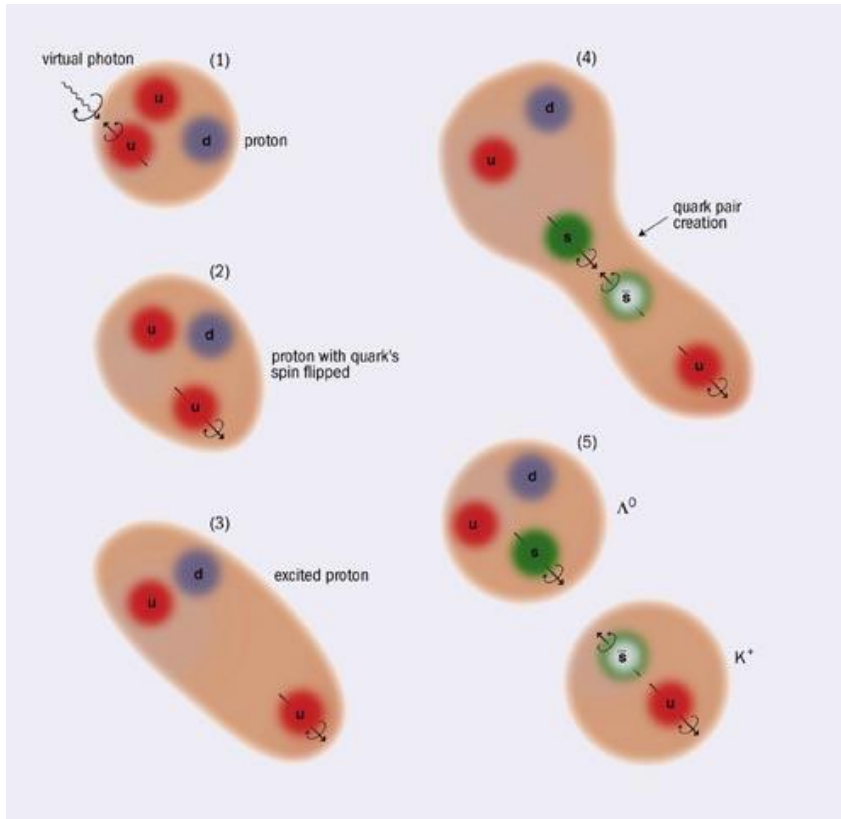 virtual photon
(1)
u
u
d
proton
(2)
u
d
u
proton with quark's
spin flipped
(3)
d
u
u
excited proton
(4)
d
u
s
s̄
u
quark pair
creation
(5)
d
u
s
Λ⁰
s̄
u
K⁺